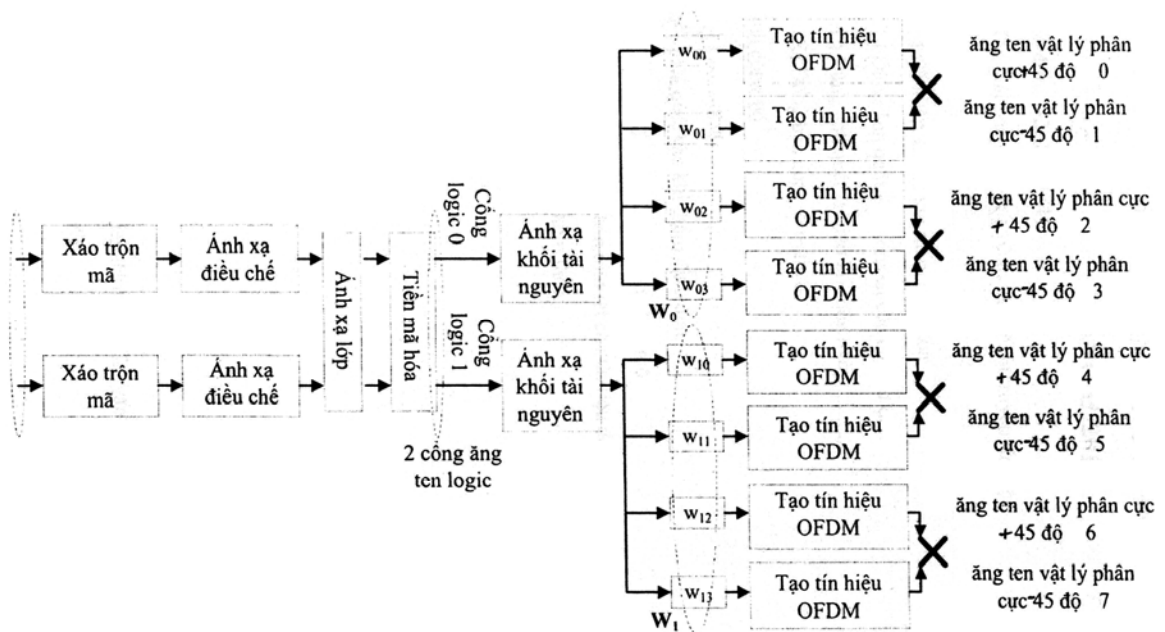 Xáo trộn
mã
Ánh xạ
điều chế
Xáo trộn
mã
Ánh xạ
điều chế
Ánh xạ lớp
Tiền mã hóa
Cổng
logic 0
Cổng
logic 1
2 cổng ăng
ten logic
Ánh xạ
khối tài
nguyên
Ánh xạ
khối tài
nguyên
w00
w01
w02
w03
W0
w10
w11
w12
w13
W1
Tạo tín hiệu
OFDM
Tạo tín hiệu
OFDM
Tạo tín hiệu
OFDM
Tạo tín hiệu
OFDM
Tạo tín hiệu
OFDM
Tạo tín hiệu
OFDM
Tạo tín hiệu
OFDM
Tạo tín hiệu
OFDM
ăng ten vật lý phân
cực+45 độ 0
ăng ten vật lý phân
cực-45 độ 1
ăng ten vật lý phân cực
+ 45 độ 2
ăng ten vật lý phân
cực-45 độ 3
ăng ten vật lý phân cực
+45 độ 4
ăng ten vật lý phân
cực-45 độ 5
ăng ten vật lý phân cực
+45 độ 6
ăng ten vật lý phân
cực-45 độ 7